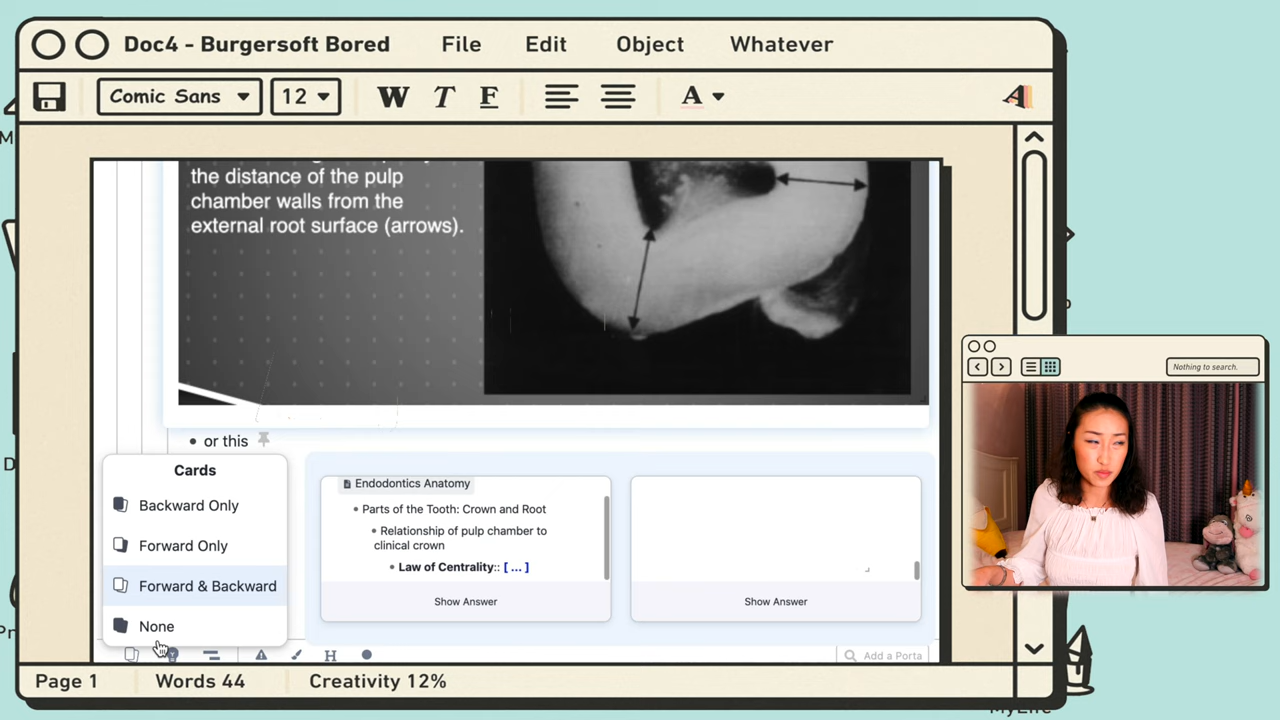 Doc4 - Burgersoft Bored File Edit Object Whatever
Comic Sans 12 W T F A A
the distance of the pulp
chamber walls from the
external root surface (arrows).
or this
Cards
Backward Only
Forward Only
Forward & Backward
None
Endodontics Anatomy
Parts of the Tooth: Crown and Root
Relationship of pulp chamber to
clinical crown
Law of Centrality:: [ ... ]
Show Answer
Show Answer
H
Add a Porta
Nothing to search.
Page 1 Words 44 Creativity 12%